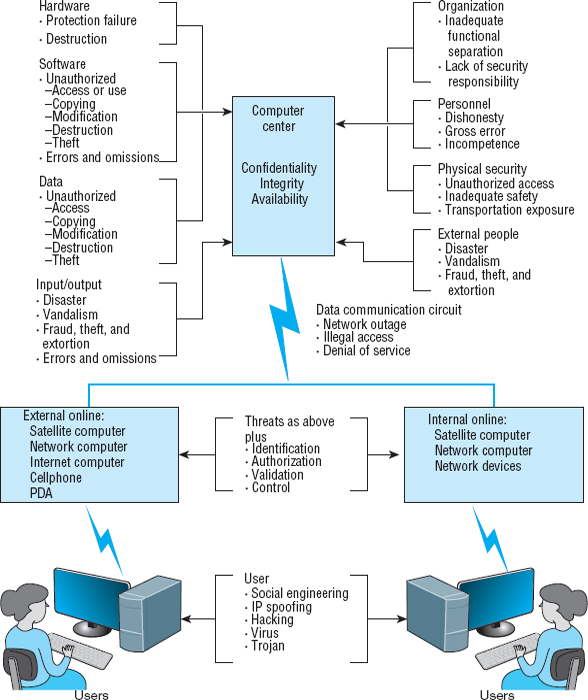 Hardware
· Protection failure
· Destruction
Software
· Unauthorized
–Access or use
–Copying
–Modification
–Destruction
–Theft
· Errors and omissions
Data
· Unauthorized
–Access
–Copying
–Modification
–Destruction
–Theft
Input/output
· Disaster
· Vandalism
· Fraud, theft, and
extortion
· Errors and omissions
Computer
center
Confidentiality
Integrity
Availability
Organization
· Inadequate
functional
separation
· Lack of security
responsibility
Personnel
· Dishonesty
· Gross error
· Incompetence
Physical security
· Unauthorized access
· Inadequate safety
· Transportation exposure
External people
· Disaster
· Vandalism
· Fraud, theft, and
extortion
Data communication circuit
· Network outage
· Illegal access
· Denial of service
External online:
Satellite computer
Network computer
Internet computer
Cellphone
PDA
Threats as above
plus
· Identification
· Authorization
· Validation
· Control
Internal online:
Satellite computer
Network computer
Network devices
User
· Social engineering
· IP spoofing
· Hacking
· Virus
· Trojan
Users
Users